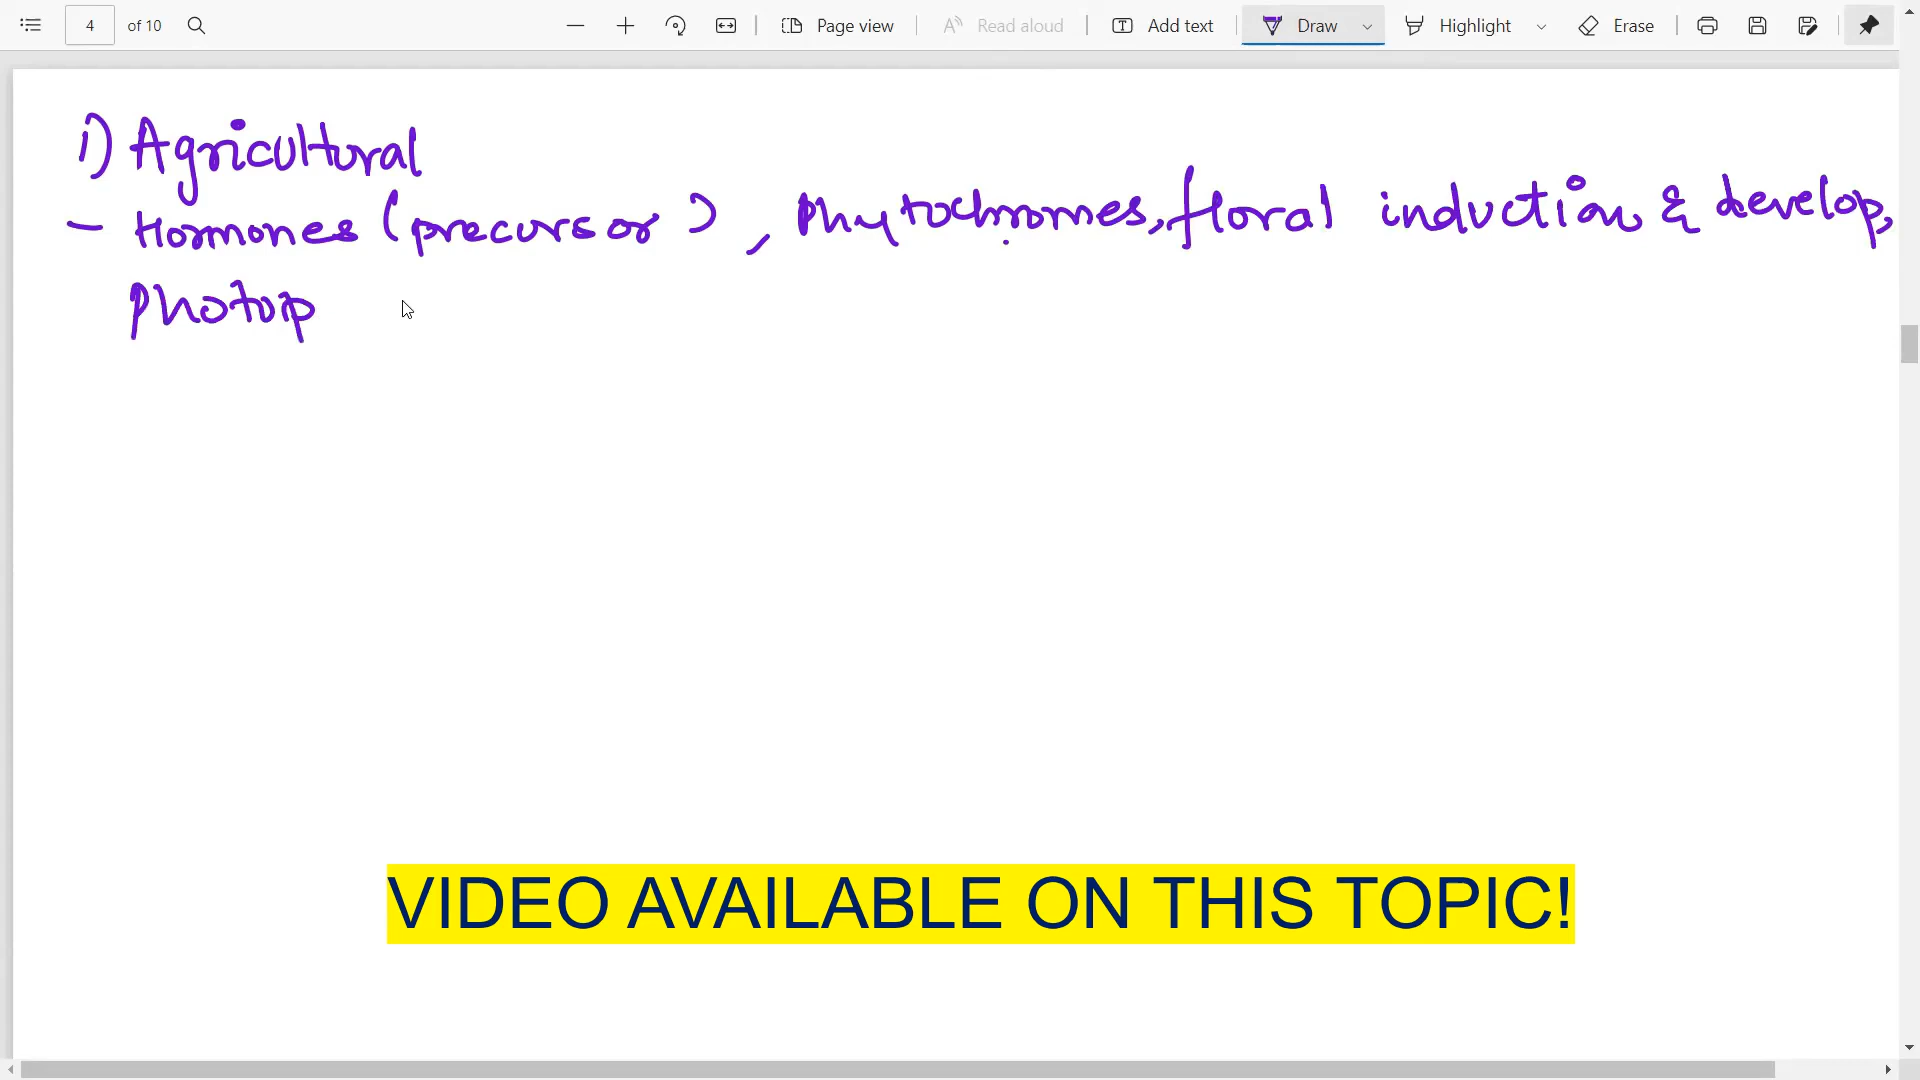 4 of 10 Page view Read aloud Add text Draw Highlight Erase
1) Agricultural
- Hormones (precursor ) , Phytochromes, floral induction & develop,
Photop
VIDEO AVAILABLE ON THIS TOPIC!